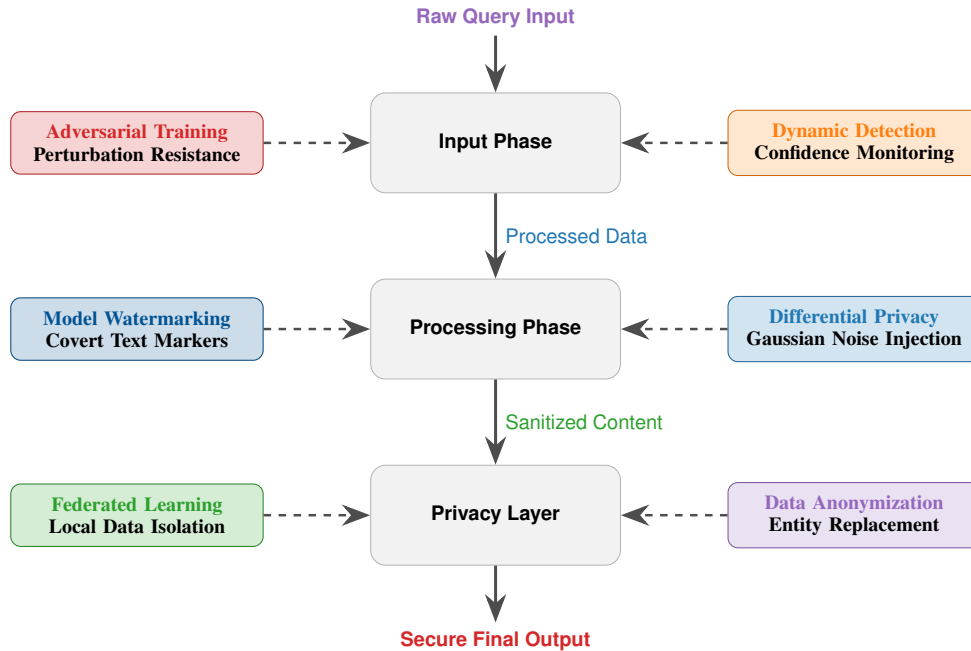 Raw Query Input
Adversarial Training
Perturbation Resistance
Input Phase
Dynamic Detection
Confidence Monitoring
Processed Data
Model Watermarking
Covert Text Markers
Processing Phase
Differential Privacy
Gaussian Noise Injection
Sanitized Content
Federated Learning
Local Data Isolation
Privacy Layer
Data Anonymization
Entity Replacement
Secure Final Output